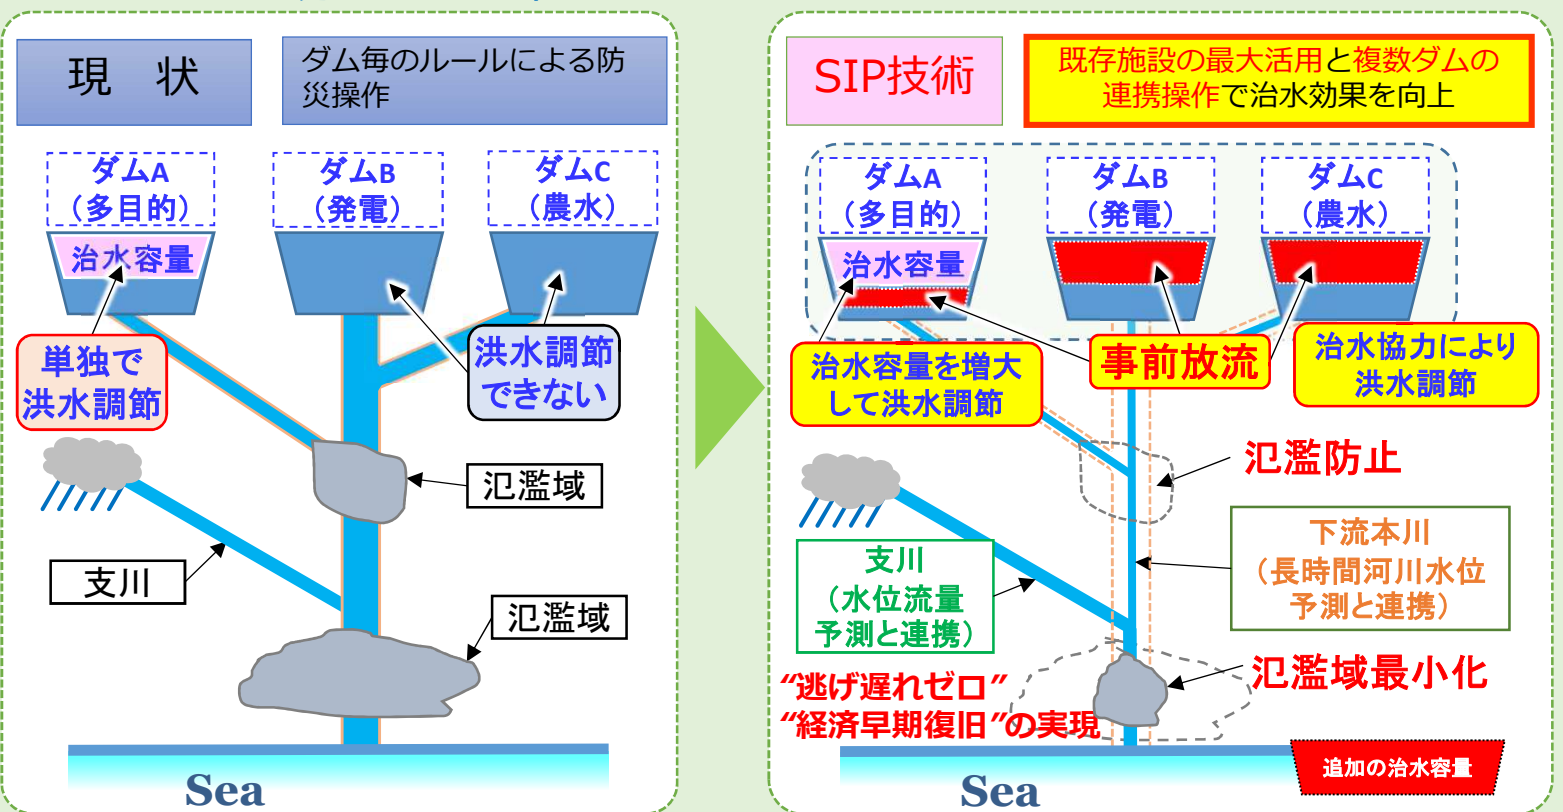 現 状
ダム毎のルールによる防
災操作
ダムA
（多目的）
ダムB
（発電）
ダムC
（農水）
治水容量
単独で
洪水調節
洪水調節
できない
氾濫域
支川
氾濫域
Sea
SIP技術
既存施設の最大活用と複数ダムの
連携操作で治水効果を向上
ダムA
（多目的）
ダムB
（発電）
ダムC
（農水）
治水容量
治水容量を増大
して洪水調節
事前放流
治水協力により
洪水調節
氾濫防止
支川
（水位流量
予測と連携）
下流本川
（長時間河川水位
予測と連携）
氾濫域最小化
“逃げ遅れゼロ”
“経済早期復旧”の実現
追加の治水容量
Sea